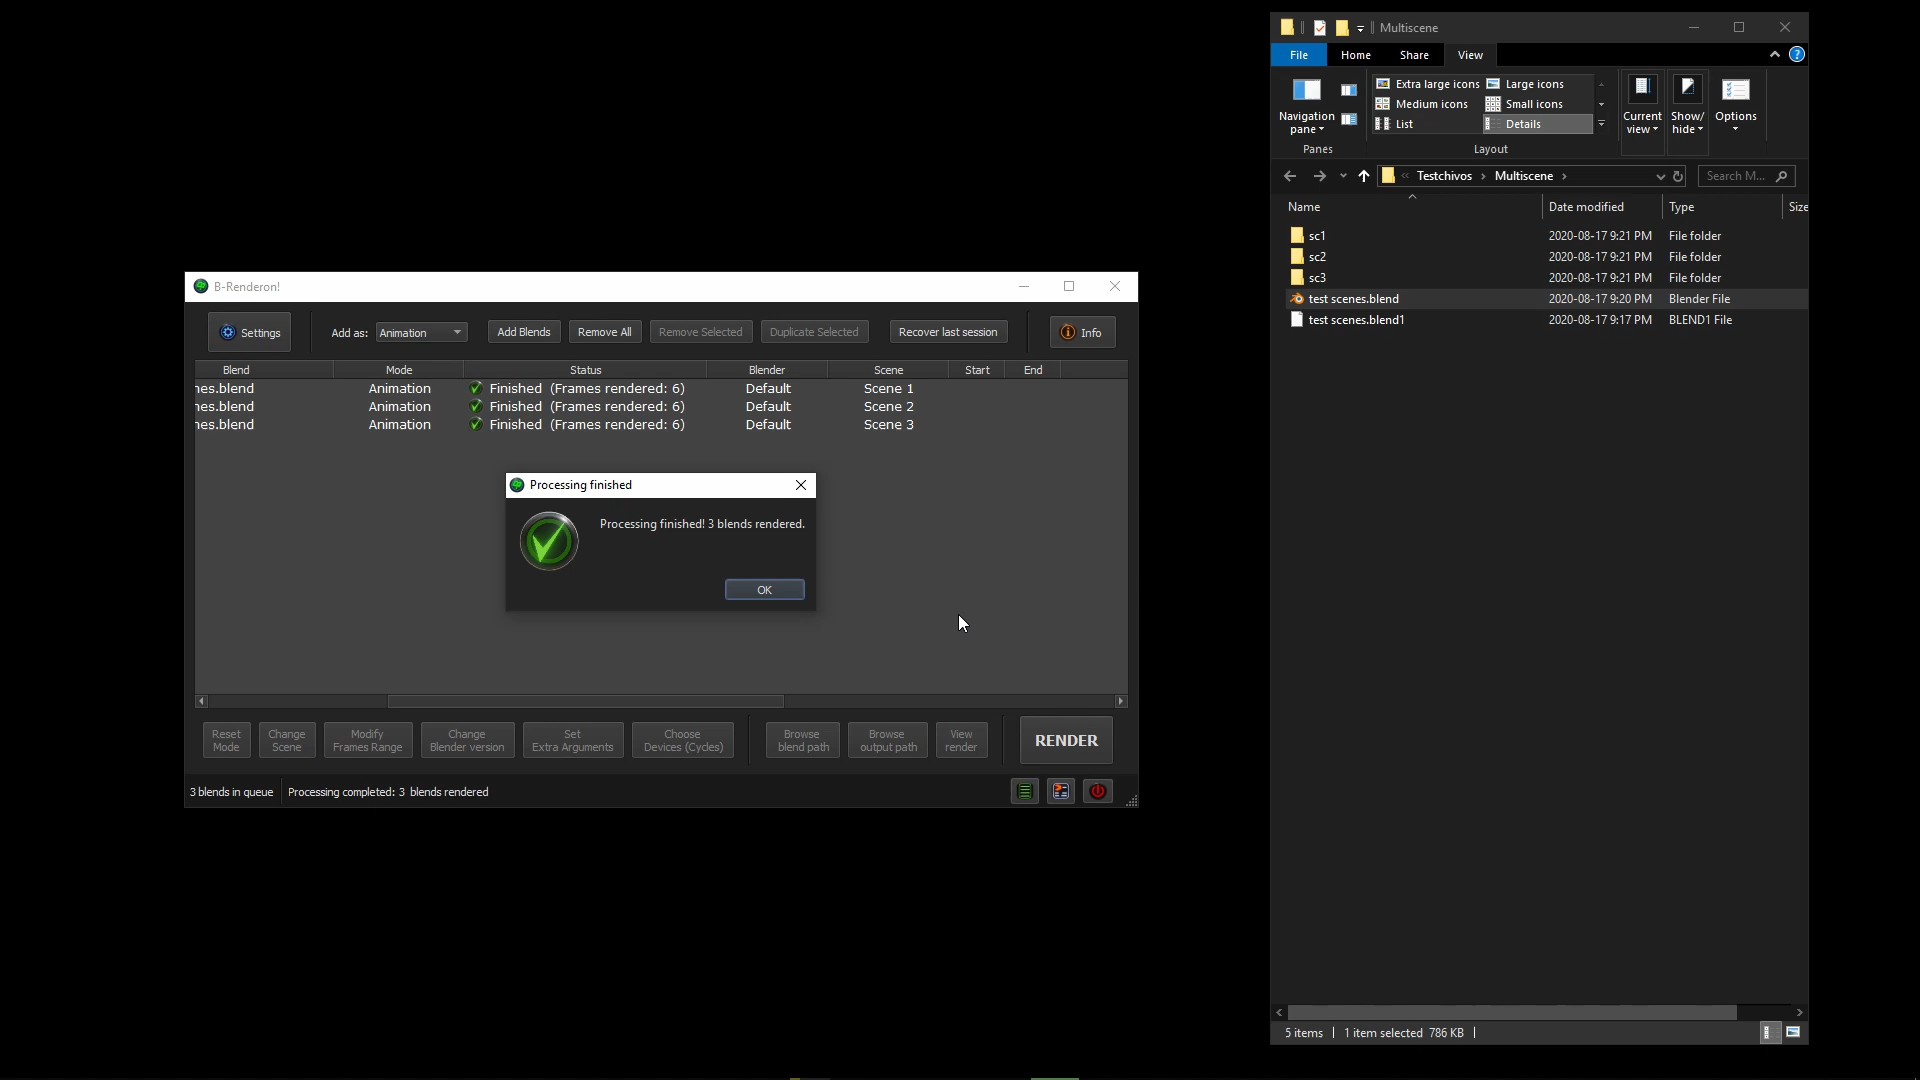 B-Renderon!
Settings
Add as:
Animation
Add Blends
Remove All
Remove Selected
Duplicate Selected
Recover last session
Info
Blend Mode Status Blender Scene Start End
nes.blend Animation Finished (Frames rendered: 6) Default Scene 1
nes.blend Animation Finished (Frames rendered: 6) Default Scene 2
nes.blend Animation Finished (Frames rendered: 6) Default Scene 3
Processing finished
Processing finished! 3 blends rendered.
OK
Reset
Mode
Change
Scene
Modify
Frames Range
Change
Blender version
Set
Extra Arguments
Choose
Devices (Cycles)
Browse
blend path
Browse
output path
View
render
RENDER
3 blends in queue
Processing completed: 3 blends rendered
Multiscene
File Home Share View
?
Navigation
pane
Panes
Extra large icons Large icons
Medium icons Small icons
List Details
Layout
Current
view
Show/
hide
Options
« Testchivos > Multiscene >
Search M...
Name Date modified Type Size
sc1 2020-08-17 9:21 PM File folder
sc2 2020-08-17 9:21 PM File folder
sc3 2020-08-17 9:21 PM File folder
test scenes.blend 2020-08-17 9:20 PM Blender File
test scenes.blend1 2020-08-17 9:17 PM BLEND1 File
5 items
1 item selected 786 KB